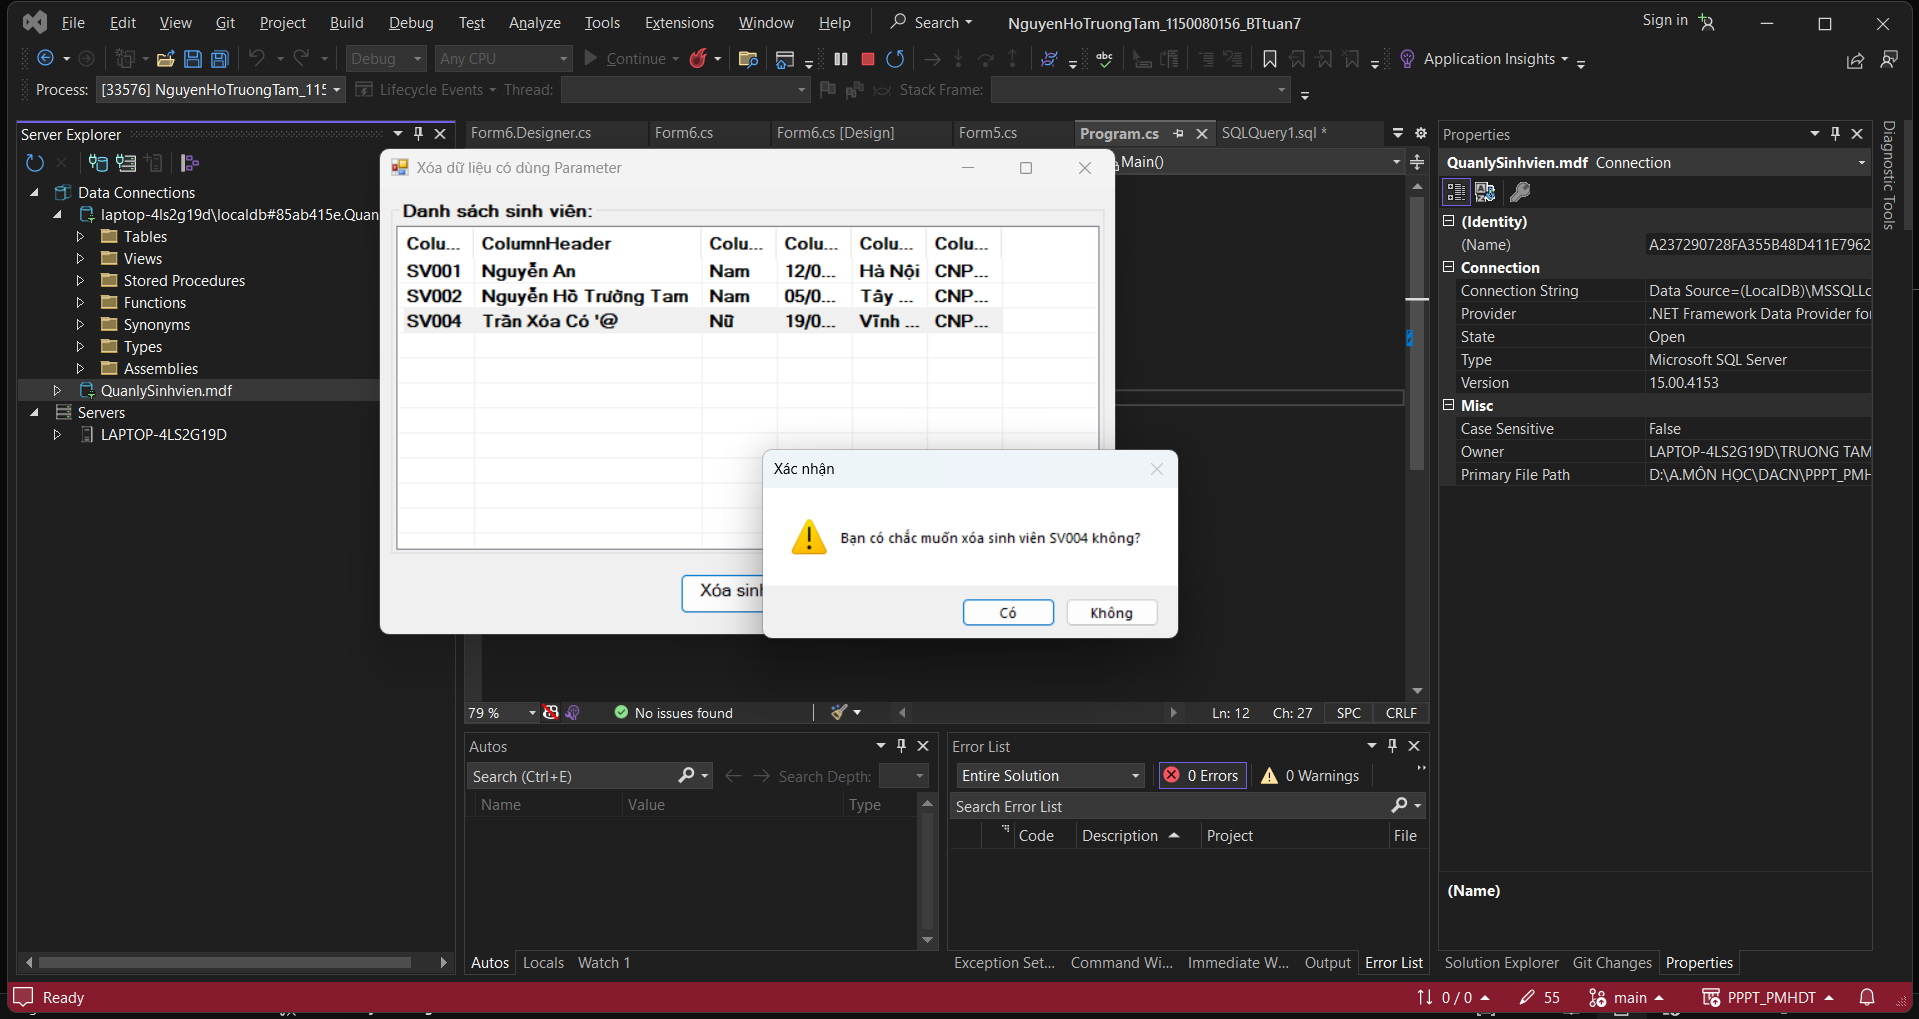 File Edit View Git Project Build Debug Test Analyze Tools Extensions Window Help Search NguyenHoTruongTam_1150080156_BTtuan7 Sign in
Debug Any CPU Continue Application Insights
Process: [33576] NguyenHoTruongTam_115 Lifecycle Events Thread: Stack Frame:
Server Explorer
Data Connections
laptop-4ls2g19d\localdb#85ab415e.Quan
Tables
Views
Stored Procedures
Functions
Synonyms
Types
Assemblies
QuanlySinhvien.mdf
Servers
LAPTOP-4LS2G19D
Form6.Designer.cs Form6.cs Form6.cs [Design] Form5.cs Program.cs SQLQuery1.sql *
Main()
Xóa dữ liệu có dùng Parameter
Danh sách sinh viên:
Colu... ColumnHeader Colu... Colu... Colu... Colu...
SV001 Nguyễn An Nam 12/0... Hà Nội CNP...
SV002 Nguyễn Hồ Trường Tam Nam 05/0... Tây ... CNP...
SV004 Trần Xóa Có '@ Nữ 19/0... Vĩnh ... CNP...
Xóa sinh
Xác nhận
Bạn có chắc muốn xóa sinh viên SV004 không?
Có Không
79 % No issues found Ln: 12 Ch: 27 SPC CRLF
Autos
Search (Ctrl+E) Search Depth:
Name Value Type
Autos Locals Watch 1
Error List
Entire Solution 0 Errors 0 Warnings
Search Error List
Code Description Project File
Exception Set... Command Wi... Immediate W... Output Error List
Properties
QuanlySinhvien.mdf Connection
(Identity)
(Name) A237290728FA355B48D411E7962
Connection
Connection String Data Source=(LocalDB)\MSSQLLo
Provider .NET Framework Data Provider for
State Open
Type Microsoft SQL Server
Version 15.00.4153
Misc
Case Sensitive False
Owner LAPTOP-4LS2G19D\TRUONG TAM
Primary File Path D:\A.MÔN HỌC\DACN\PPPT_PMH
(Name)
Solution Explorer Git Changes Properties
Diagnostic Tools
Ready 0 / 0 55 main PPPT_PMHDT